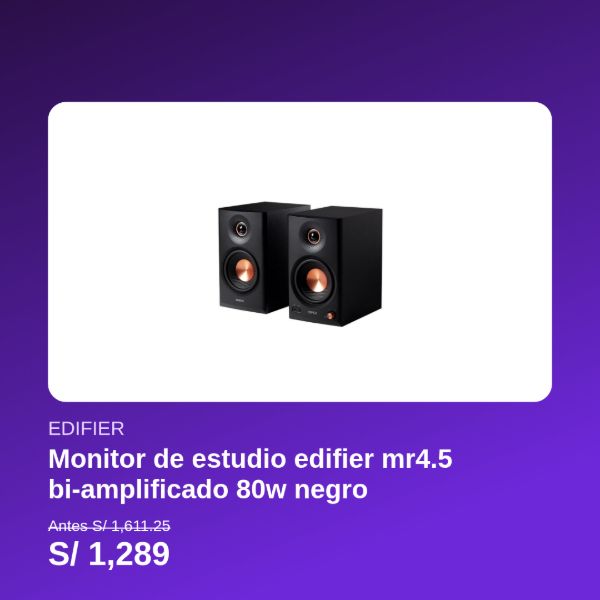 EDIFIER
Monitor de estudio edifier mr4.5
bi-amplificado 80w negro
Antes S/ 1,611.25
S/ 1,289